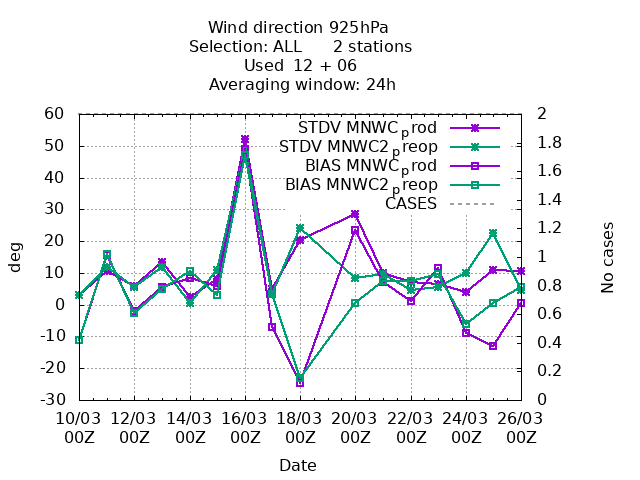 Wind direction 925hPa
Selection: ALL      2 stations
Used  12 + 06
Averaging window: 24h
STDV MNWC_prod
STDV MNWC2_preop
BIAS MNWC_prod
BIAS MNWC2_preop
CASES
deg
60
50
40
30
20
10
0
-10
-20
-30
2
1.8
1.6
1.4
1.2
1
0.8
0.6
0.4
0.2
0
No cases
10/03 12/03 14/03 16/03 18/03 20/03 22/03 24/03 26/03
00Z 00Z 00Z 00Z 00Z 00Z 00Z 00Z 00Z
Date